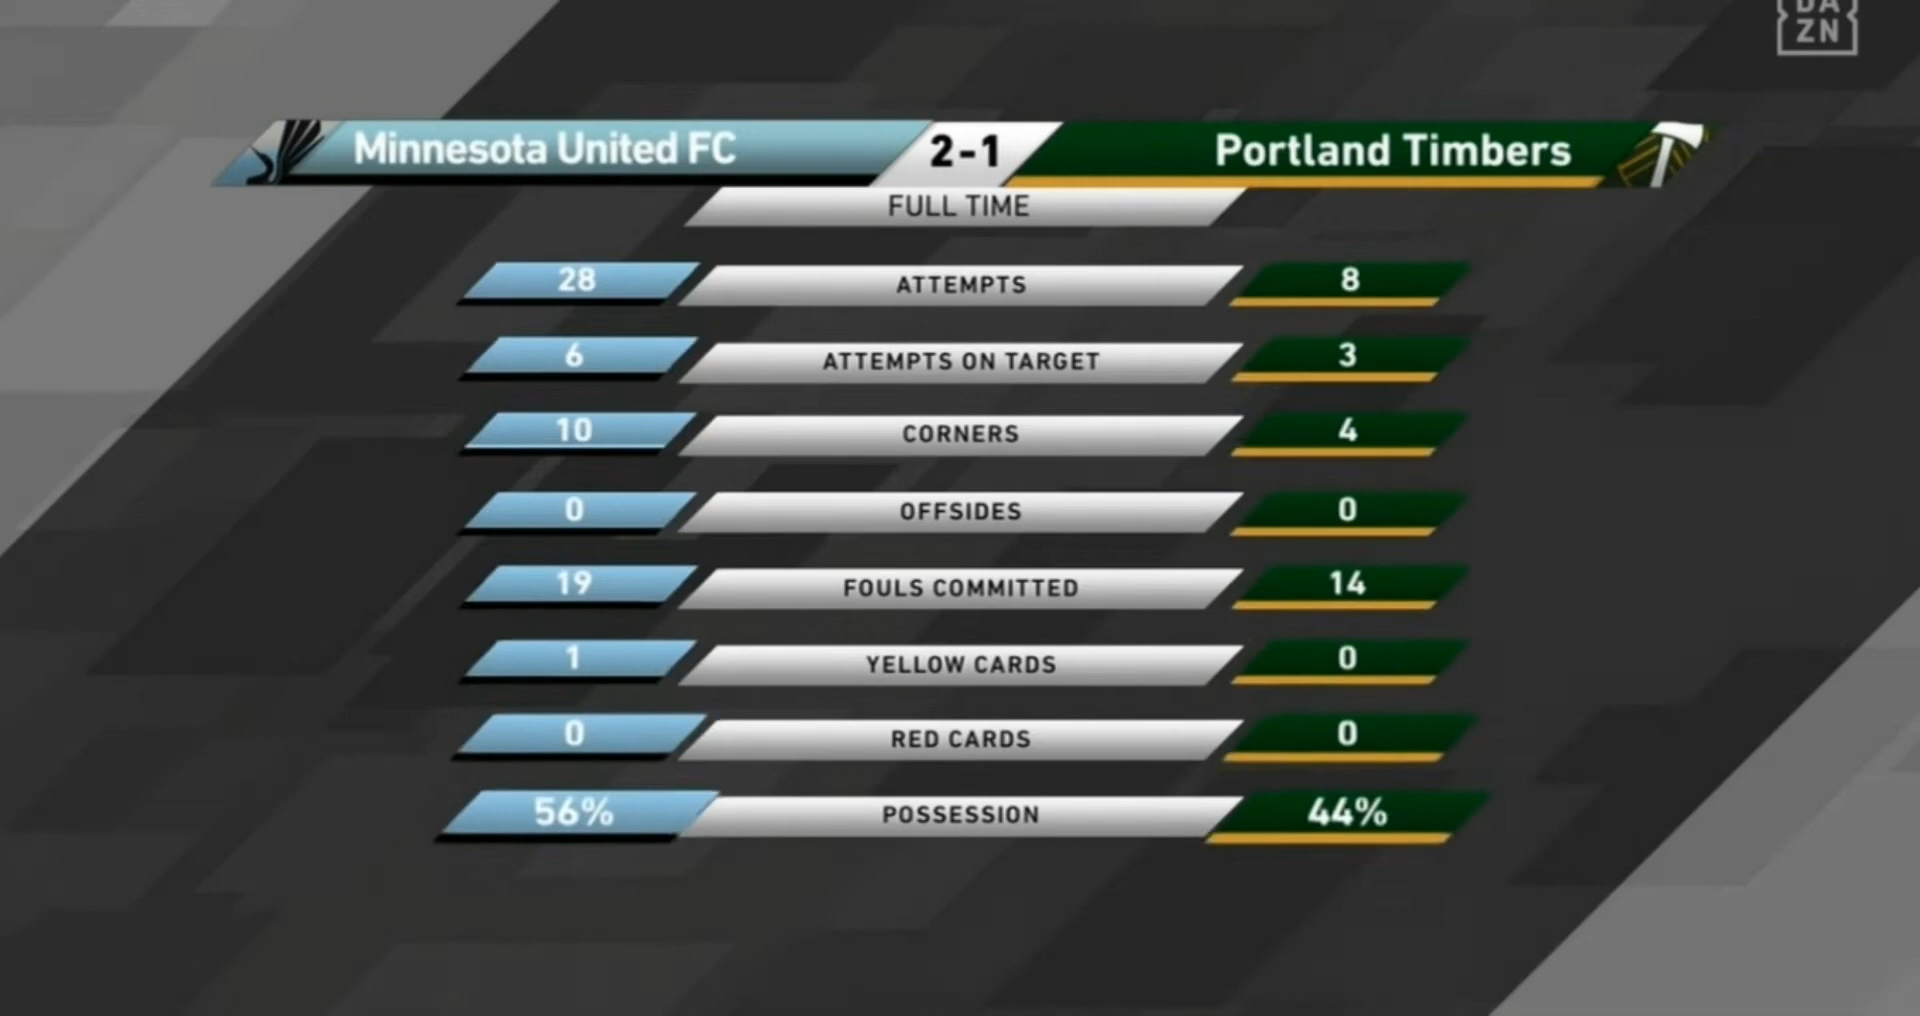 DAZN
Minnesota United FC 2-1 Portland Timbers
FULL TIME
28 ATTEMPTS 8
6 ATTEMPTS ON TARGET 3
10 CORNERS 4
0 OFFSIDES 0
19 FOULS COMMITTED 14
1 YELLOW CARDS 0
0 RED CARDS 0
56% POSSESSION 44%